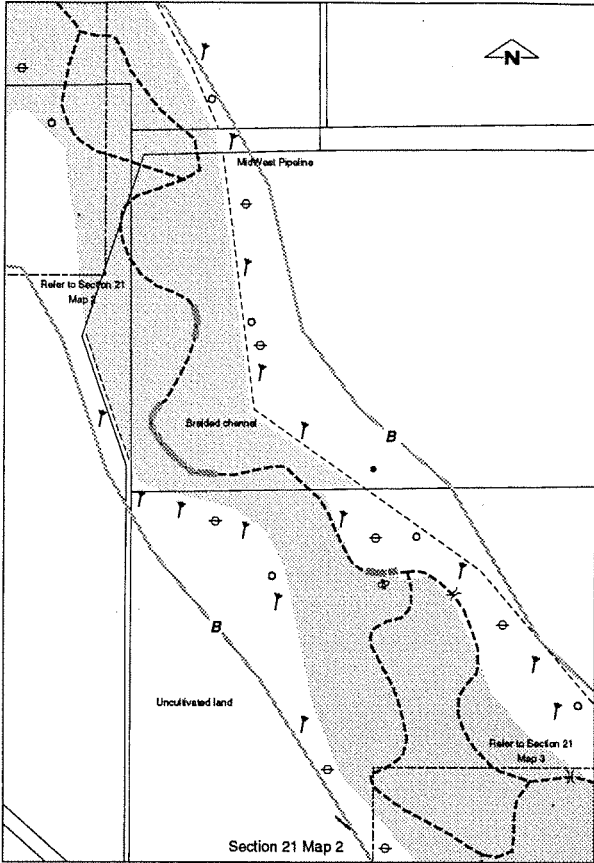 N
MidWest Pipeline
Refer to Section 21
Map 2
Braided channel
B
B
Uncultivated land
Refer to Section 21
Map 3
Section 21 Map 2